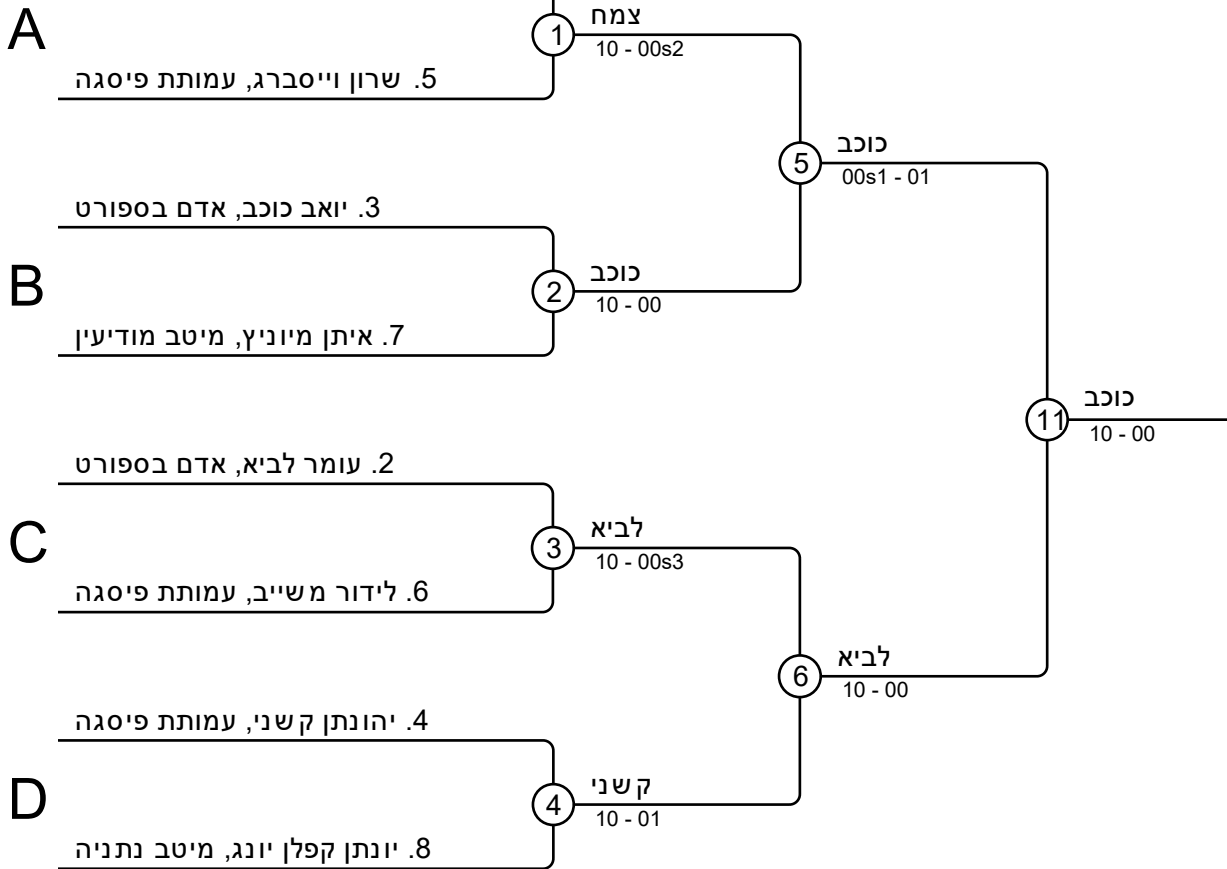 A
1
צמח
10 - 00s2
5. שרון וייסברג, עמותת פיסגה
5
כוכב
00s1 - 01
3. יואב כוכב, אדם בספורט
B
2
כוכב
10 - 00
7. איתן מיוניץ, מיטב מודיעין
11
כוכב
10 - 00
2. עומר לביא, אדם בספורט
C
3
לביא
10 - 00s3
6. לידור משייב, עמותת פיסגה
6
לביא
10 - 00
4. יהונתן קשני, עמותת פיסגה
D
4
קשני
10 - 01
8. יונתן קפלן יונג, מיטב נתניה